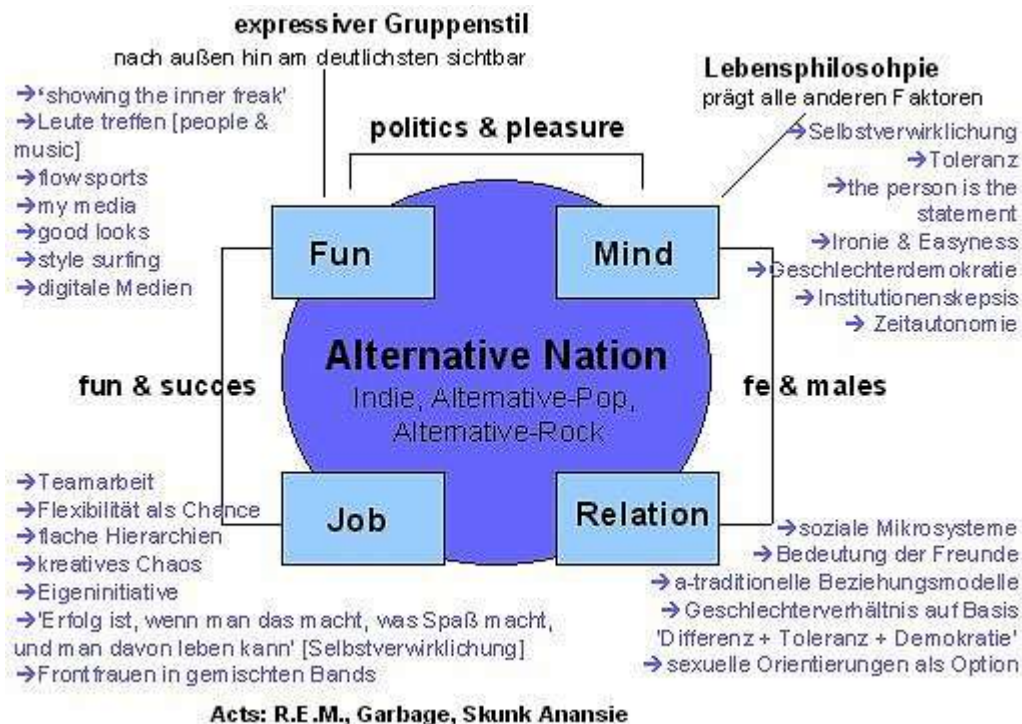 expressiver Gruppenstil
nach außen hin am deutlichsten sichtbar
Lebensphilosohpie
prägt alle anderen Faktoren
→'showing the inner freak'
→Leute treffen [people &
music]
→flowsports
→my media
→good looks
→style surfing
→digitale Medien
politics & pleasure
→Selbstverwirklichung
→Toleranz
→the person is the
statement
→Ironie & Easyness
→Geschlechterdemokratie
→Institutionenskepsis
→ Zeitautonomie
Fun
Mind
Alternative Nation
Indie, Alternative-Pop,
Alternative-Rock
fun & succes
fe & males
Job
Relation
→Teamarbeit
→Flexibilität als Chance
→flache Hierarchien
→kreatives Chaos
→Eigeninitiative
→'Erfolg ist, wenn man das macht, was Spaß macht,
und man davon leben kann' [Selbstverwirklichung]
→Frontfrauen in gemischten Bands
→soziale Mikrosysteme
→Bedeutung der Freunde
→a-traditionelle Beziehungsmodelle
→Geschlechterverhältnis auf Basis
'Differenz + Toleranz + Demokratie'
→sexuelle Orientierungen als Option
Acts: R.E.M., Garbage, Skunk Anansie